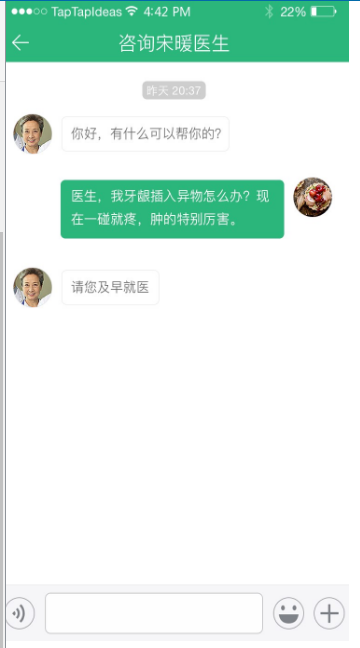 TapTapIdeas 4:42 PM 22%
咨询宋暖医生
昨天 20:37
你好，有什么可以帮你的?
医生，我牙龈插入异物怎么办？现
在一碰就疼，肿的特别厉害。
请您及早就医